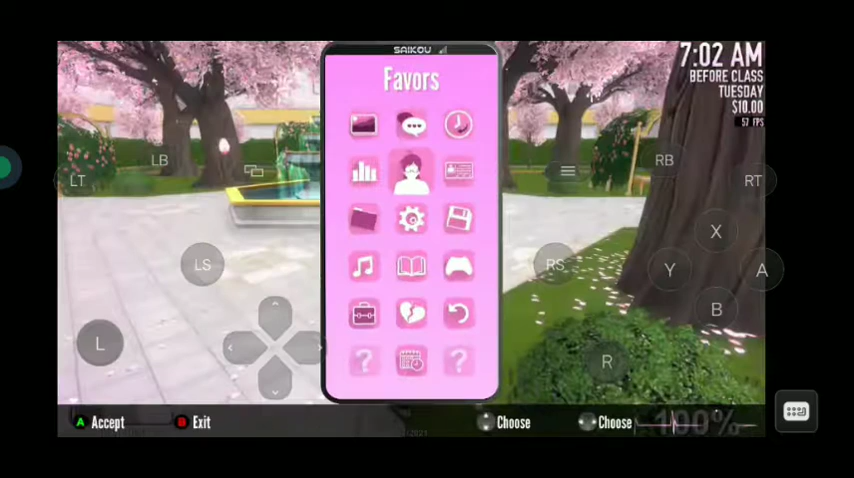 SAIKOU
Favors
7:02 AM
BEFORE CLASS
TUESDAY
$10.00
57 FPS
LB
RB
LT
RT
X
LS
RS
Y
A
B
L
R
?
?
A Accept
B Exit
Choose
Choose
100%